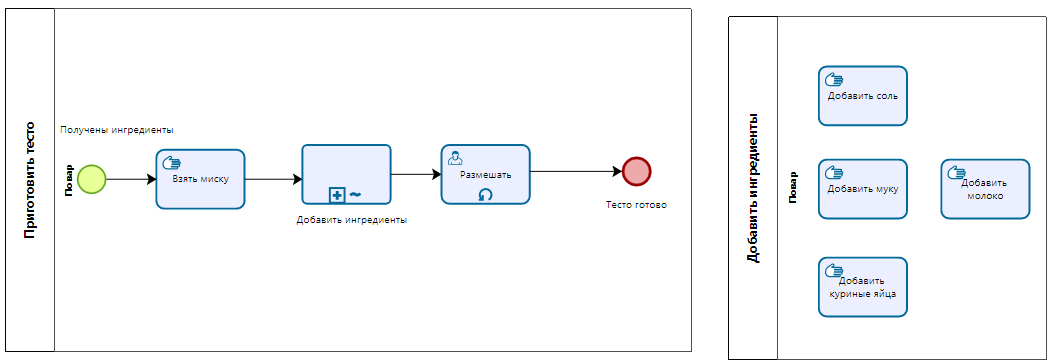 Приготовить тесто
Повар
Получены ингредиенты
Взять миску
Добавить ингредиенты
Размешать
Тесто готово
Добавить ингредиенты
Повар
Добавить соль
Добавить муку
Добавить
молоко
Добавить
куриные яйца